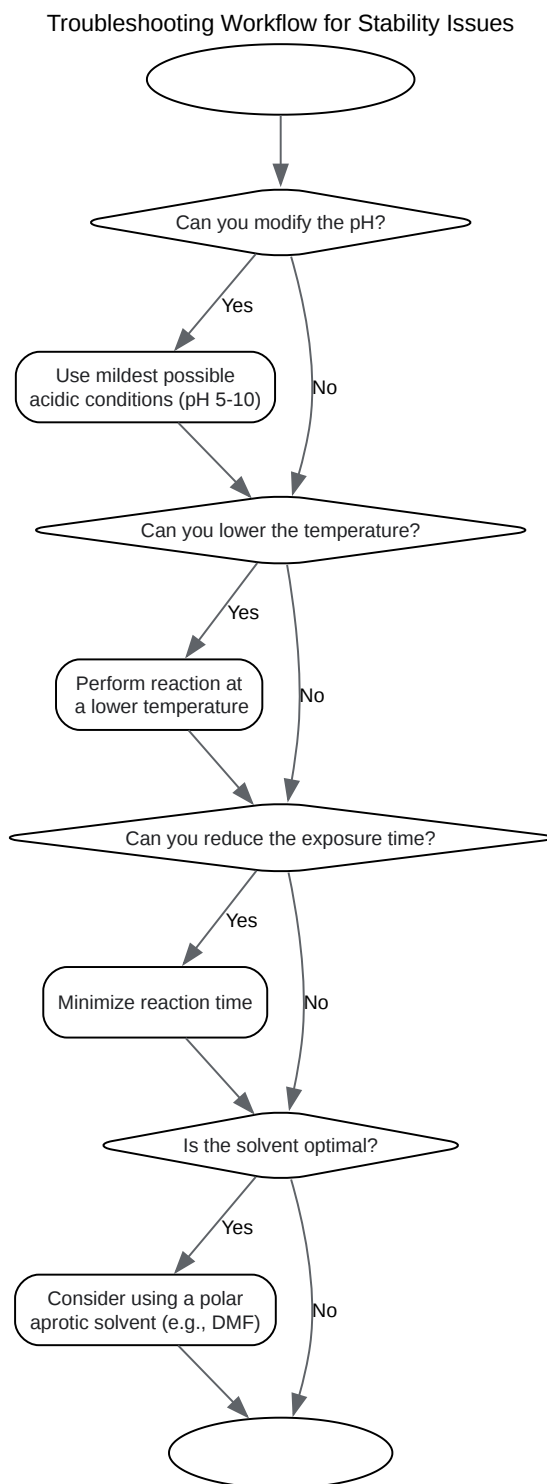 Troubleshooting Workflow for Stability Issues
Can you modify the pH?
Yes
Use mildest possible
acidic conditions (pH 5-10)
No
Can you lower the temperature?
Yes
Perform reaction at
a lower temperature
No
Can you reduce the exposure time?
Yes
Minimize reaction time
No
Is the solvent optimal?
Yes
Consider using a polar
aprotic solvent (e.g., DMF)
No